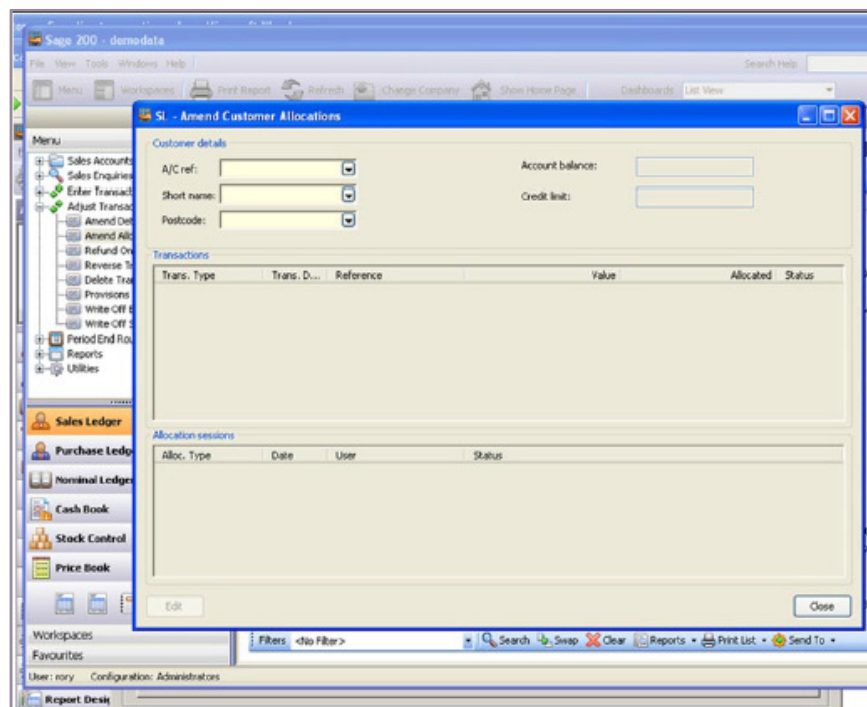 Sage 200 - demodata
File View Tools Windows Help Search Help
Menu Workspaces Print Report Refresh Change Company Show Home Page Dashboards List View
SL - Amend Customer Allocations
Menu
Sales Accounts
Sales Enquiries
Enter Transact
Adjust Transac
Amend Det
Amend Allo
Refund On
Reverse Tr
Delete Tra
Provisions
Write Off B
Write Off S
Period End Rou
Reports
Utilities
Sales Ledger
Purchase Ledg
Nominal Ledger
Cash Book
Stock Control
Price Book
Workspaces
Favourites
Customer details
A/C ref: Account balance:
Short name: Credit limit:
Postcode:
Transactions
Trans. Type Trans. D... Reference Value Allocated Status
Allocation sessions
Alloc. Type Date User Status
Edit Close
Filters <No Filter> Search Swap Clear Reports Print List Send To
User: rory Configuration: Administrators
Report Desig